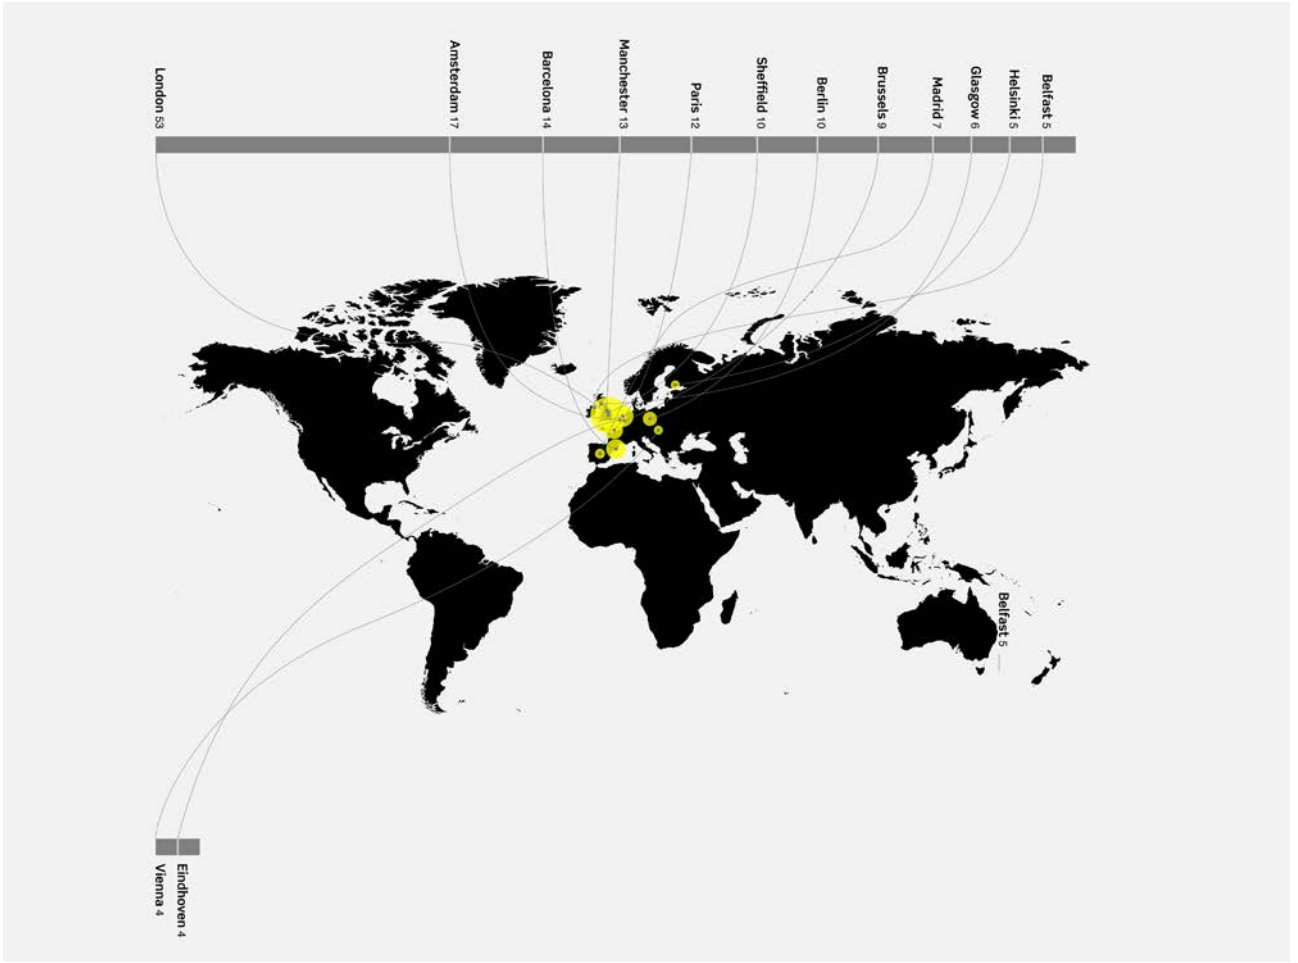 London 53
Amsterdam 17
Barcelona 14
Manchester 13
Paris 12
Sheffield 10
Berlin 10
Brussels 9
Madrid 7
Glasgow 6
Helsinki 5
Belfast 5
Belfast 5
Vienna 4
Eindhoven 4